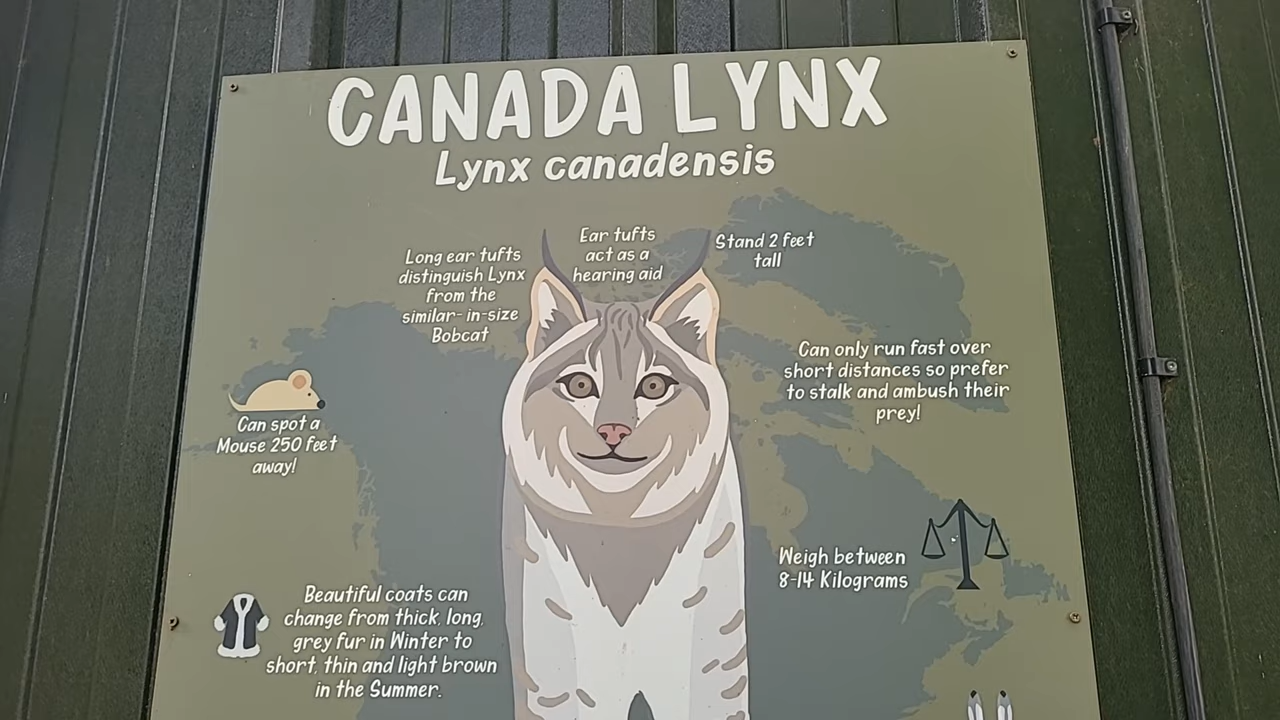 CANADA LYNX
Lynx canadensis
Long ear tufts
distinguish Lynx
from the
similar-in-size
Bobcat
Ear tufts
act as a
hearing aid
Stand 2 feet
tall
Can only run fast over
short distances so prefer
to stalk and ambush their
prey!
Can spot a
Mouse 250 feet
away!
Weigh between
8-14 Kilograms
Beautiful coats can
change from thick, long,
grey fur in Winter to
short, thin and light brown
in the Summer.